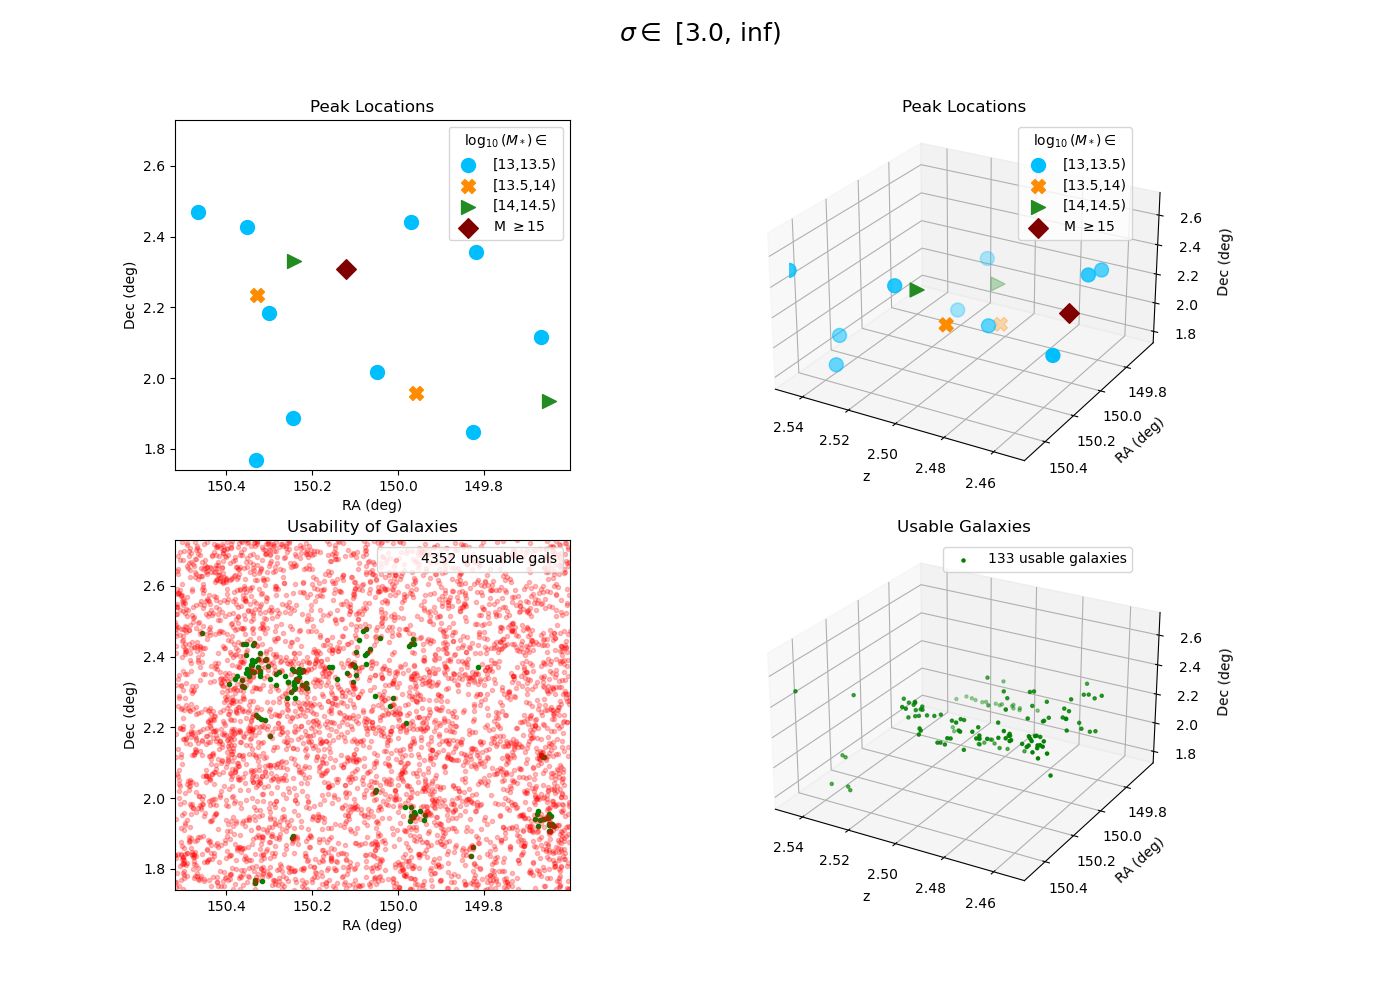 σ ∈ [3.0, inf)
Peak Locations
log₁₀(M*) ∈
[13,13.5)
[13.5,14)
[14,14.5)
M ≥15
2.6
2.4
2.2
2.0
1.8
Dec (deg)
150.4 150.2 150.0 149.8
RA (deg)
Peak Locations
log₁₀(M*) ∈
[13,13.5)
[13.5,14)
[14,14.5)
M ≥15
2.6
2.4
2.2
2.0
1.8
Dec (deg)
149.8
150.0
150.2
150.4
RA (deg)
2.54
2.52
2.50
2.48
2.46
z
Usability of Galaxies
4352 unsuable gals
2.6
2.4
2.2
2.0
1.8
Dec (deg)
150.4 150.2 150.0 149.8
RA (deg)
Usable Galaxies
133 usable galaxies
2.6
2.4
2.2
2.0
1.8
Dec (deg)
149.8
150.0
150.2
150.4
RA (deg)
2.54
2.52
2.50
2.48
2.46
z